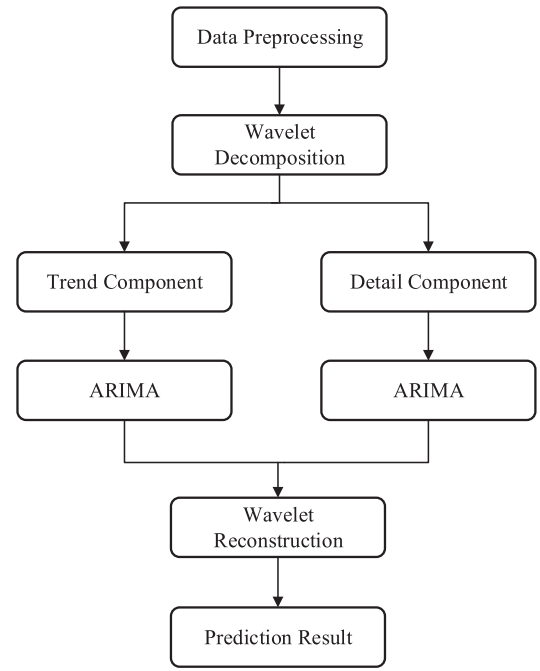 Data Preprocessing
Wavelet
Decomposition
Trend Component
Detail Component
ARIMA
ARIMA
Wavelet
Reconstruction
Prediction Result